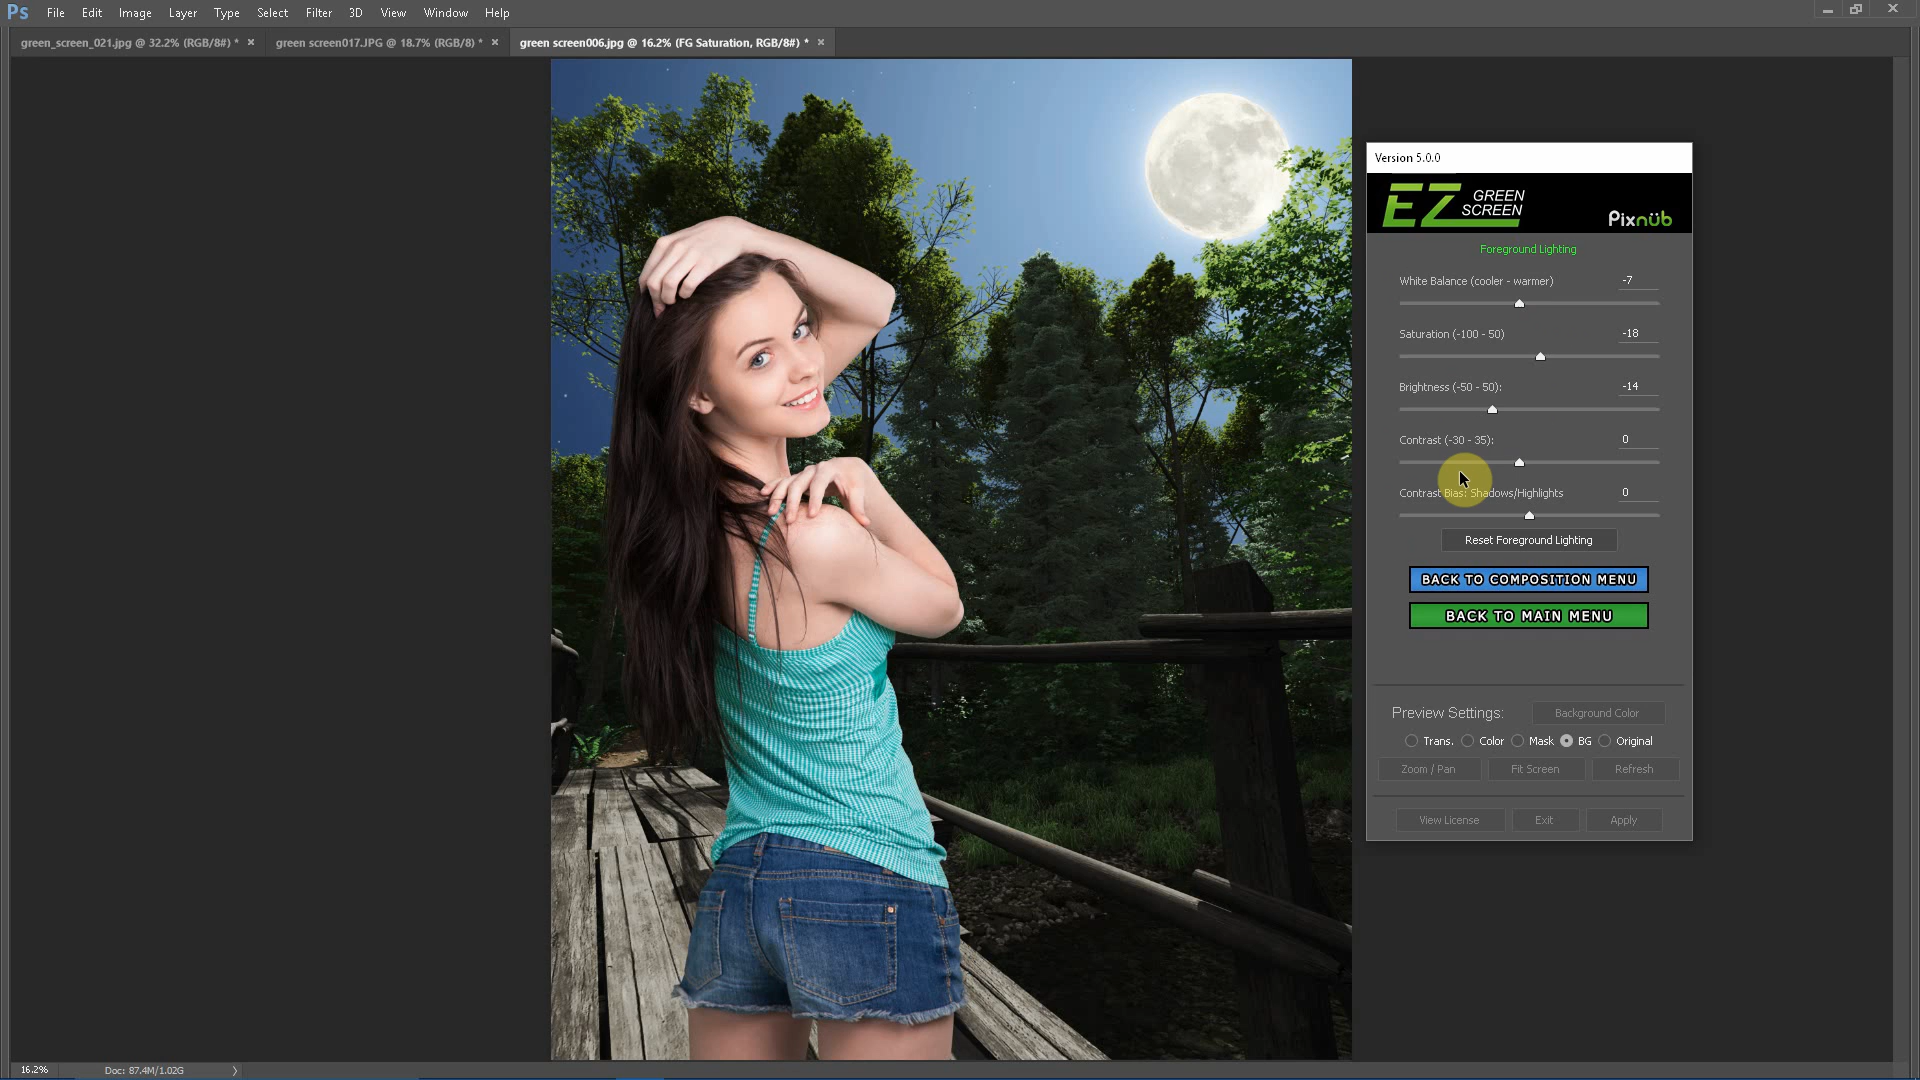 Ps File Edit Image Layer Type Select Filter 3D View Window Help
green_screen_021.jpg @ 32.2% (RGB/8#) * × green screen017.JPG @ 18.7% (RGB/8) * × green screen006.jpg @ 16.2% (FG Saturation, RGB/8#) * ×
Version 5.0.0
EZ GREEN SCREEN
Pixnüb
Foreground Lighting
White Balance (cooler - warmer) -7
Saturation (-100 - 50) -18
Brightness (-50 - 50): -14
Contrast (-30 - 35): 0
Contrast Bias: Shadows/Highlights 0
Reset Foreground Lighting
BACK TO COMPOSITION MENU
BACK TO MAIN MENU
Preview Settings: Background Color
Trans. Color Mask BG Original
Zoom / Pan Fit Screen Refresh
View License Exit Apply
16.2% Doc: 87.4M/1.02G